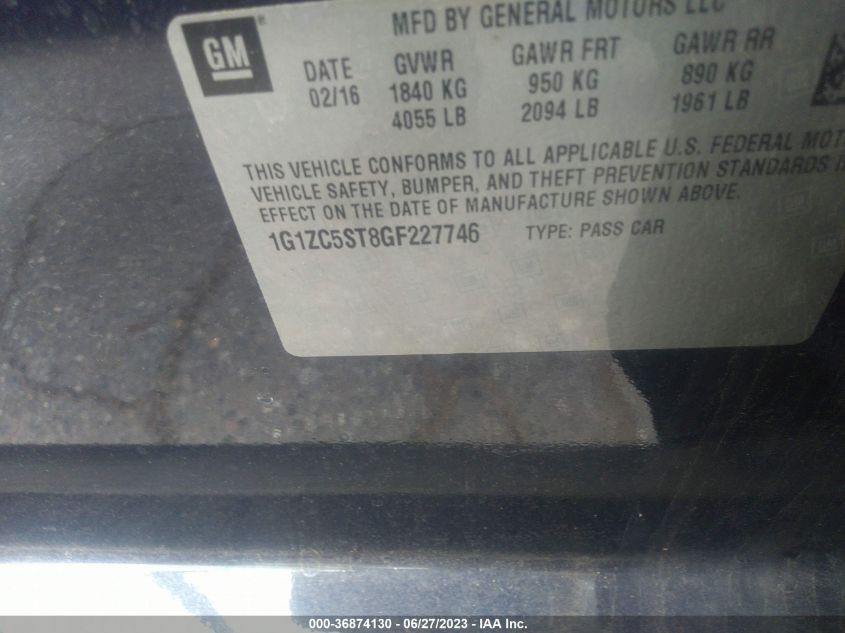 MFD BY GENERAL MOTORS LLC
GM
DATE GVWR GAWR FRT GAWR RR
02/16 1840 KG 950 KG 890 KG
4055 LB 2094 LB 1961 LB
THIS VEHICLE CONFORMS TO ALL APPLICABLE U.S. FEDERAL MOT
VEHICLE SAFETY, BUMPER, AND THEFT PREVENTION STANDARDS I
EFFECT ON THE DATE OF MANUFACTURE SHOWN ABOVE.
1G1ZC5ST8GF227746 TYPE: PASS CAR
000-36874130 - 06/27/2023 - IAA Inc.